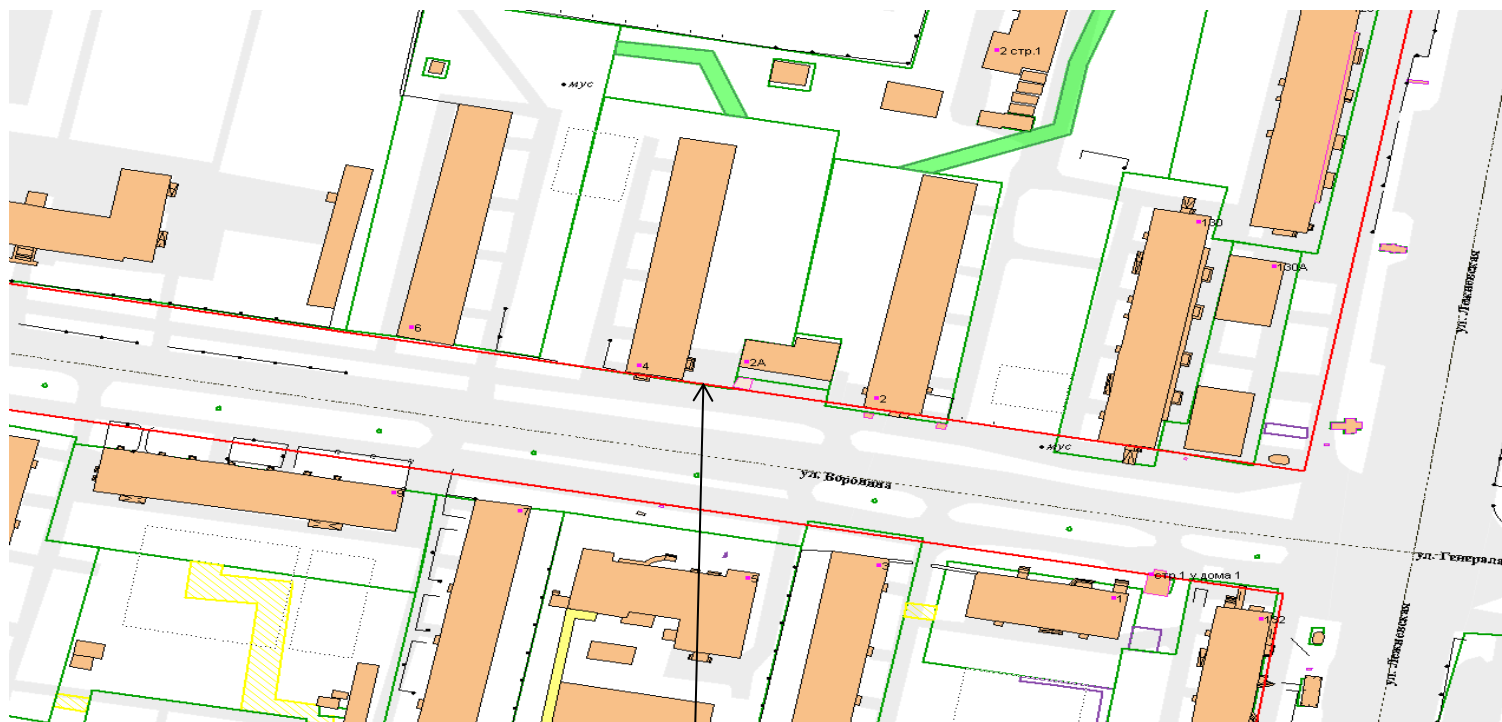 2 стр.1
мус
130
130А
ул. Лежневская
6
4
2А
2
мус
ул. Воронина
9
7
5
3
ул. Генерала
стр.1 у дома 1
1
132
ул. Лежневская